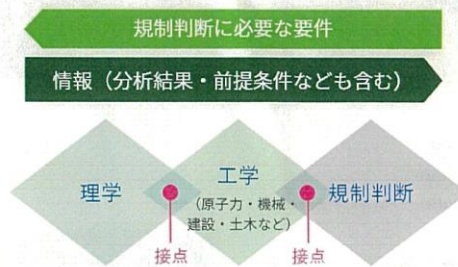 規制判断に必要な要件
情報（分析結果・前提条件なども含む）
理学
工学
（原子力・機械・
建設・土木など）
規制判断
接点
接点